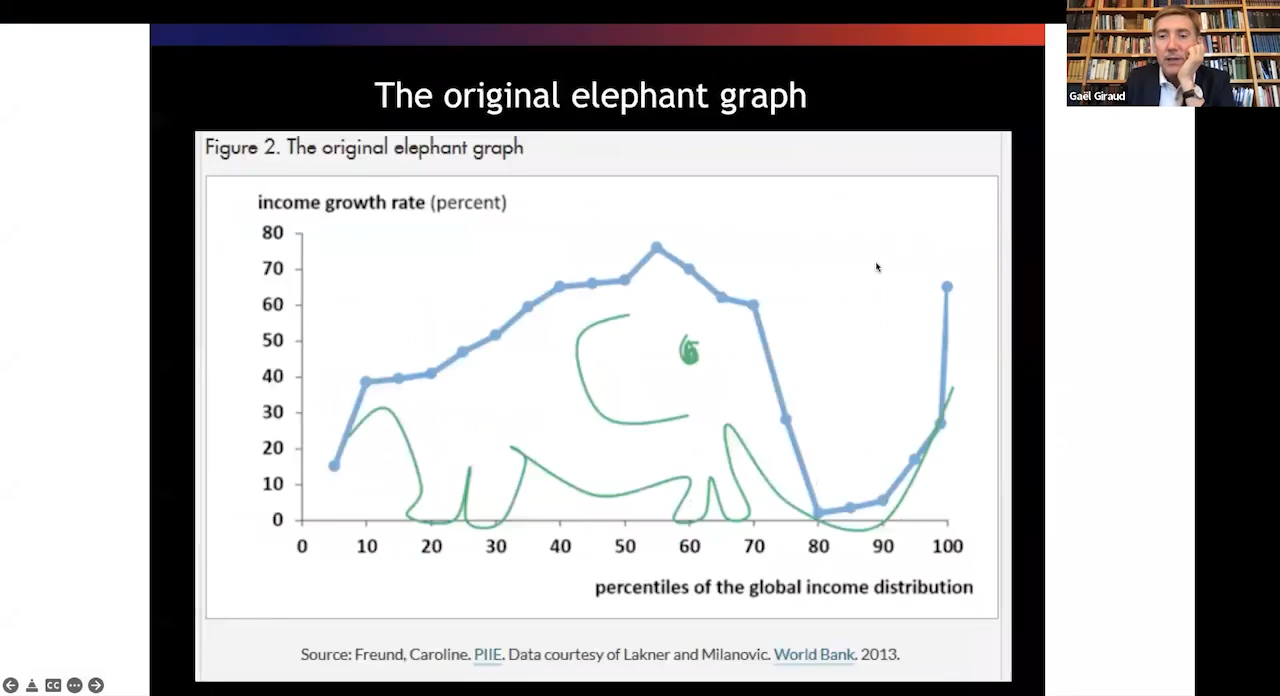 Gaël Giraud
The original elephant graph
Figure 2. The original elephant graph
income growth rate (percent)
80
70
60
50
40
30
20
10
0
0 10 20 30 40 50 60 70 80 90 100
percentiles of the global income distribution
Source: Freund, Caroline. PIIE. Data courtesy of Lakner and Milanovic. World Bank. 2013.
CC